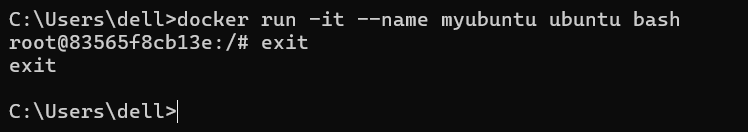 C:\Users\dell>docker run -it --name myubuntu ubuntu bash
root@83565f8cb13e:/# exit
exit
C:\Users\dell>